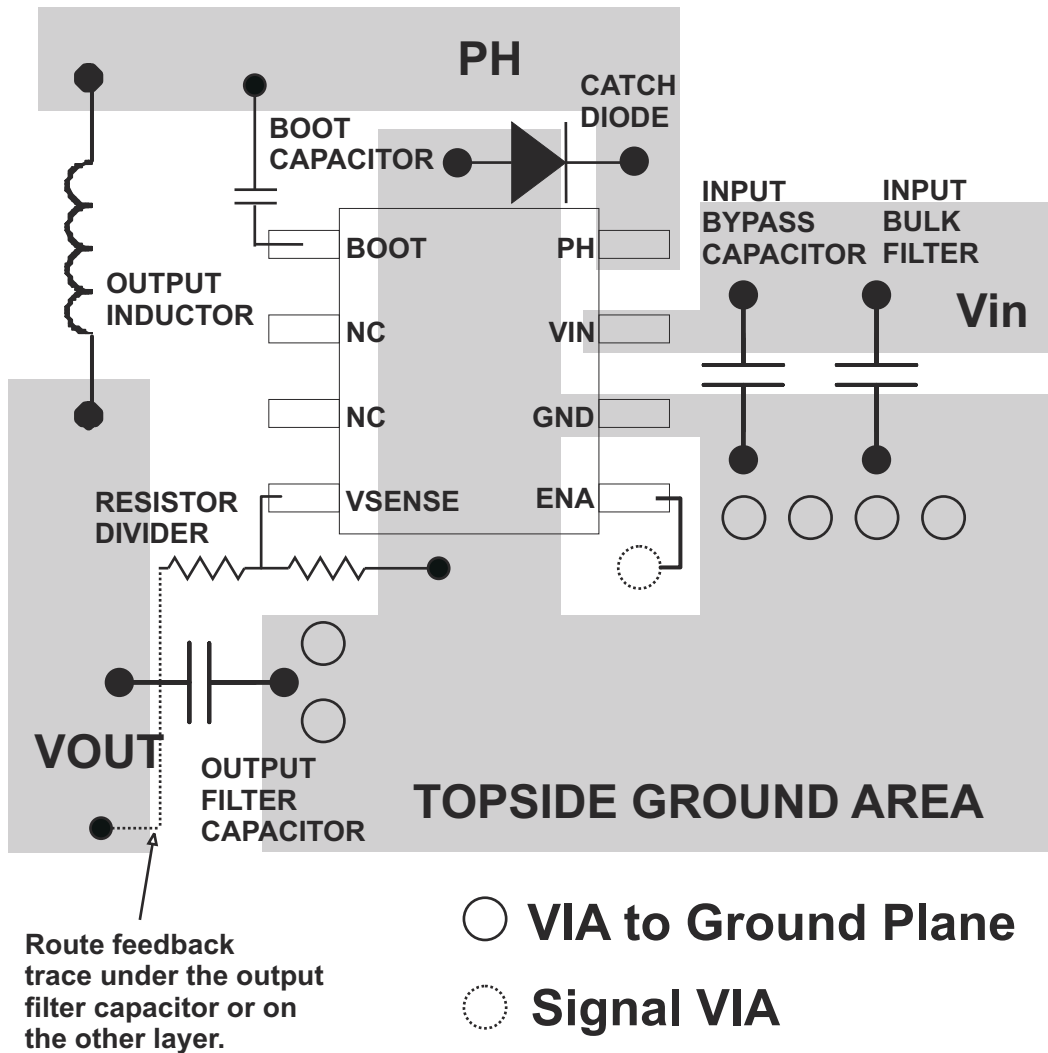 PH
CATCH
DIODE
BOOT
CAPACITOR
INPUT
BYPASS
CAPACITOR
INPUT
BULK
FILTER
BOOT
PH
OUTPUT
INDUCTOR
Vin
NC
VIN
NC
GND
RESISTOR
DIVIDER
VSENSE
ENA
VOUT
OUTPUT
FILTER
CAPACITOR
TOPSIDE GROUND AREA
Route feedback
trace under the output
filter capacitor or on
the other layer.
VIA to Ground Plane
Signal VIA